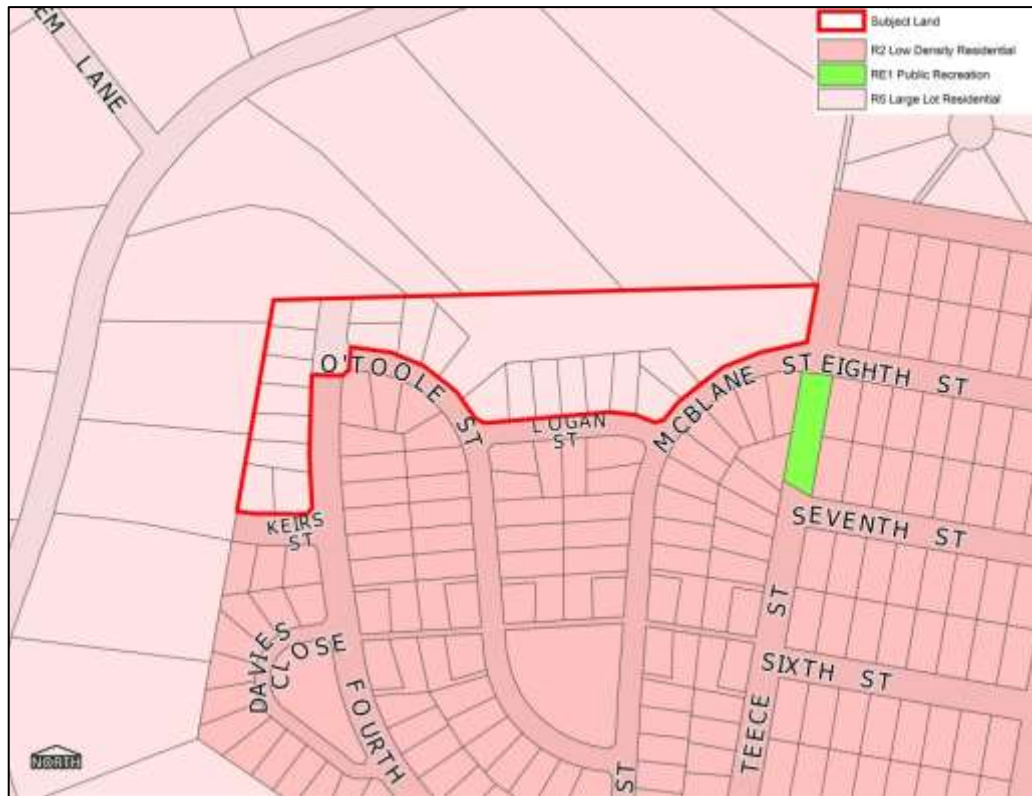 EM LANE
Subject Land
R2 Low Density Residential
RE1 Public Recreation
R5 Large Lot Residential
O'TOOLE ST
LOGAN
ST
MCBLANE ST
EIGHTH ST
KEIRS
ST
SEVENTH ST
DAVIES
CLOSE
FOURTH
ST
TEECE ST
SIXTH ST
NORTH